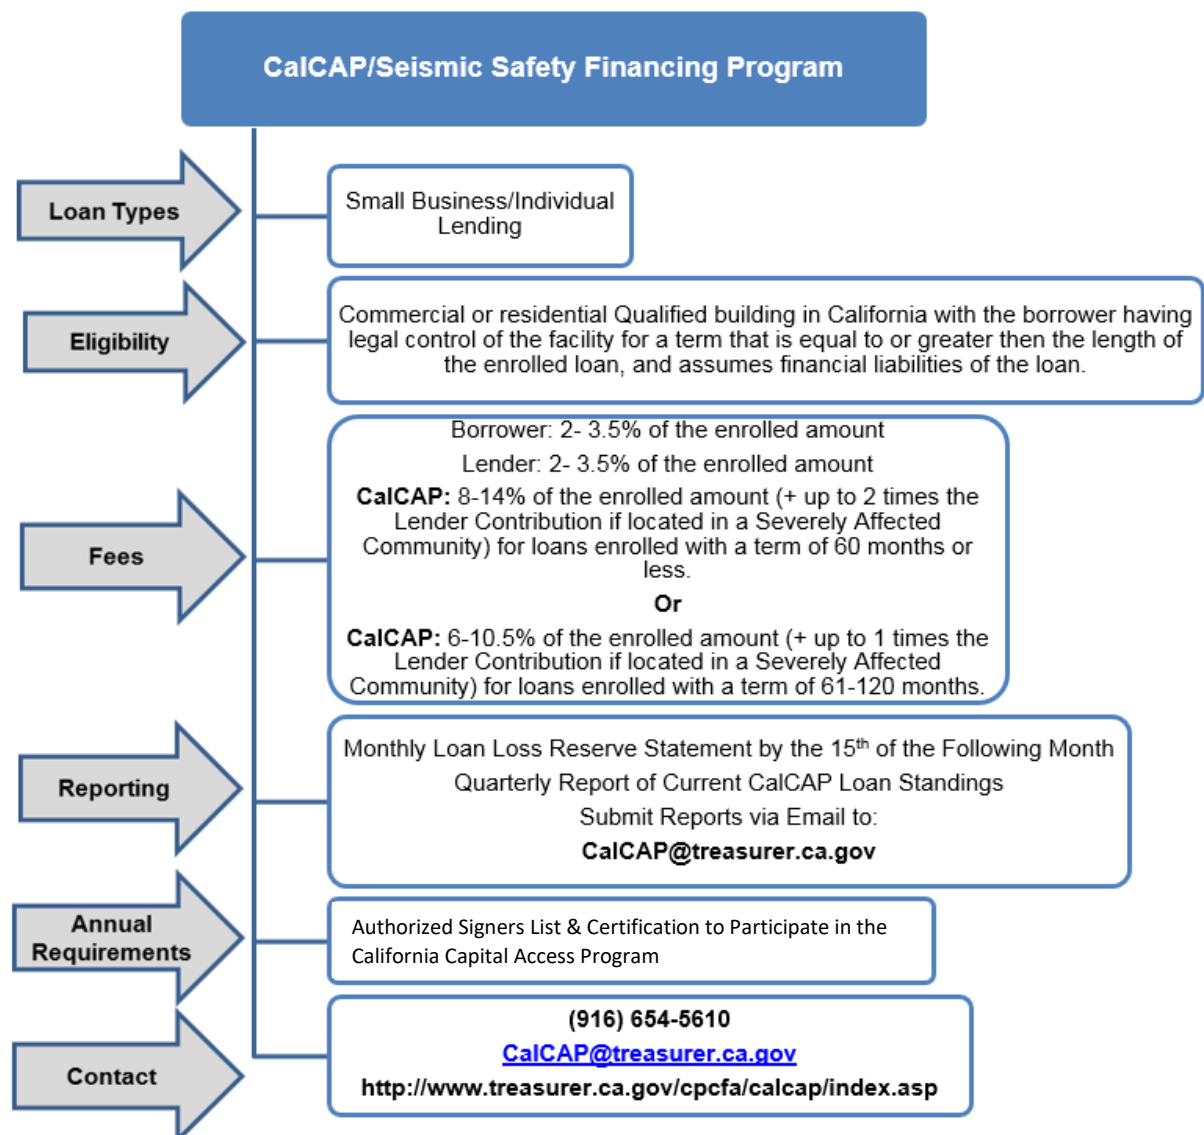 CalCAP/Seismic Safety Financing Program
Loan Types
Small Business/Individual
Lending
Eligibility
Commercial or residential Qualified building in California with the borrower having
legal control of the facility for a term that is equal to or greater then the length of
the enrolled loan, and assumes financial liabilities of the loan.
Fees
Borrower: 2- 3.5% of the enrolled amount
Lender: 2- 3.5% of the enrolled amount
CalCAP: 8-14% of the enrolled amount (+ up to 2 times the
Lender Contribution if located in a Severely Affected
Community) for loans enrolled with a term of 60 months or
less.
Or
CalCAP: 6-10.5% of the enrolled amount (+ up to 1 times the
Lender Contribution if located in a Severely Affected
Community) for loans enrolled with a term of 61-120 months.
Reporting
Monthly Loan Loss Reserve Statement by the 15th of the Following Month
Quarterly Report of Current CalCAP Loan Standings
Submit Reports via Email to:
CalCAP@treasurer.ca.gov
Annual
Requirements
Authorized Signers List & Certification to Participate in the
California Capital Access Program
Contact
(916) 654-5610
CalCAP@treasurer.ca.gov
http://www.treasurer.ca.gov/cpcfa/calcap/index.asp